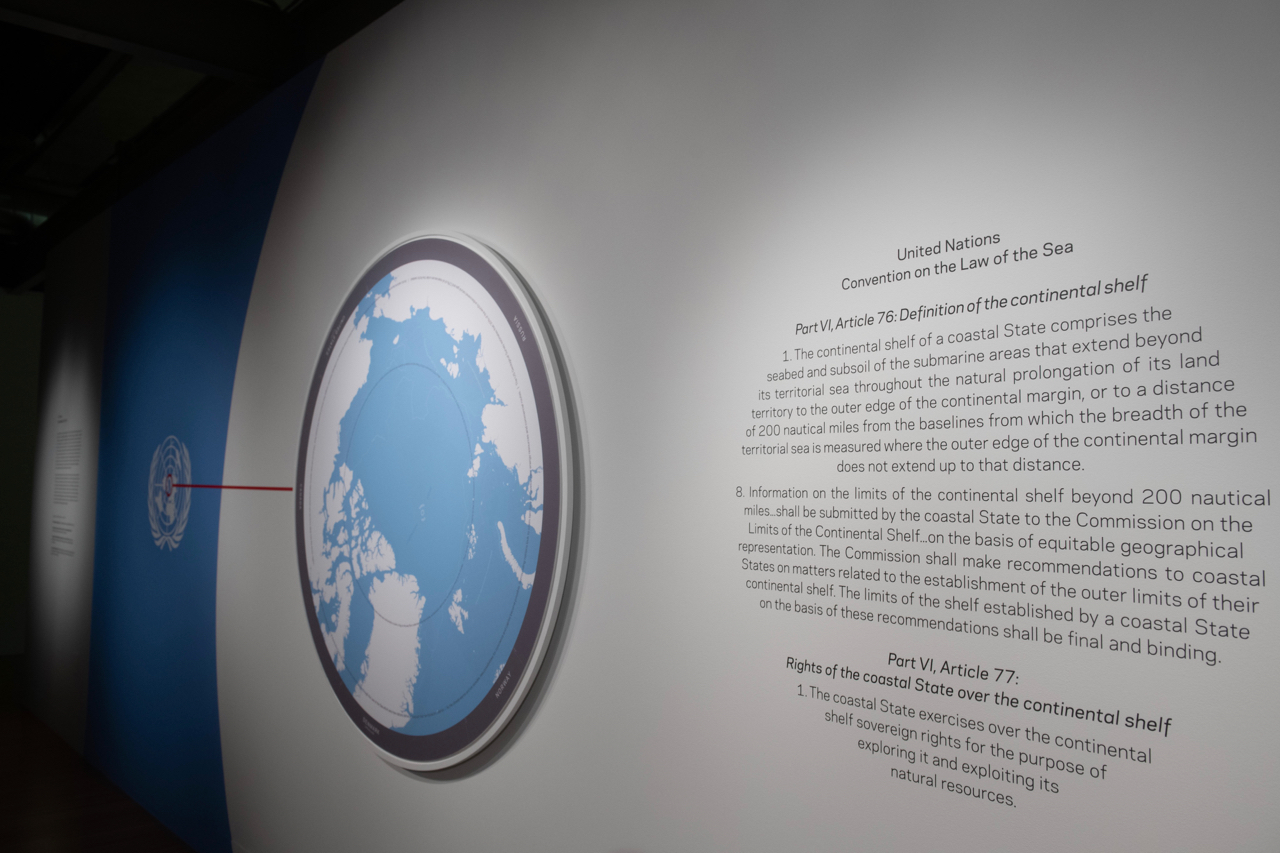 United Nations
Convention on the Law of the Sea
Part VI, Article 76: Definition of the continental shelf
1. The continental shelf of a coastal State comprises the
seabed and subsoil of the submarine areas that extend beyond
its territorial sea throughout the natural prolongation of its land
territory to the outer edge of the continental margin, or to a distance
of 200 nautical miles from the baselines from which the breadth of the
territorial sea is measured where the outer edge of the continental margin
does not extend up to that distance.
8. Information on the limits of the continental shelf beyond 200 nautical
miles...shall be submitted by the coastal State to the Commission on the
Limits of the Continental Shelf...on the basis of equitable geographical
representation. The Commission shall make recommendations to coastal
States on matters related to the establishment of the outer limits of their
continental shelf. The limits of the shelf established by a coastal State
on the basis of these recommendations shall be final and binding.
Part VI, Article 77:
Rights of the coastal State over the continental shelf
1. The coastal State exercises over the continental
shelf sovereign rights for the purpose of
exploring it and exploiting its
natural resources.
RUSSIA
NORWAY